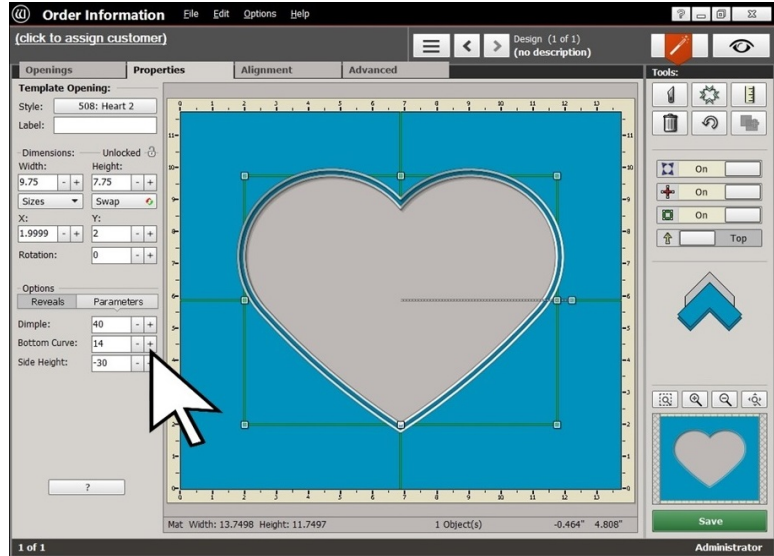 Order Information File Edit Options Help
(click to assign customer)
Design (1 of 1)
(no description)
Openings Properties Alignment Advanced
Tools:
Template Opening:
Style: 508: Heart 2
Label:
Dimensions: Unlocked
Width: Height:
9.75 - + 7.75 - +
Sizes Swap
X: Y:
1.9999 - + 2 - +
Rotation: 0 - +
Options
Reveals Parameters
Dimple: 40 - +
Bottom Curve: 14 - +
Side Height: -30 -
?
On
On
On
Top
Mat Width: 13.7498 Height: 11.7497 1 Object(s) -0.464" 4.808"
Save
1 of 1 Administrator